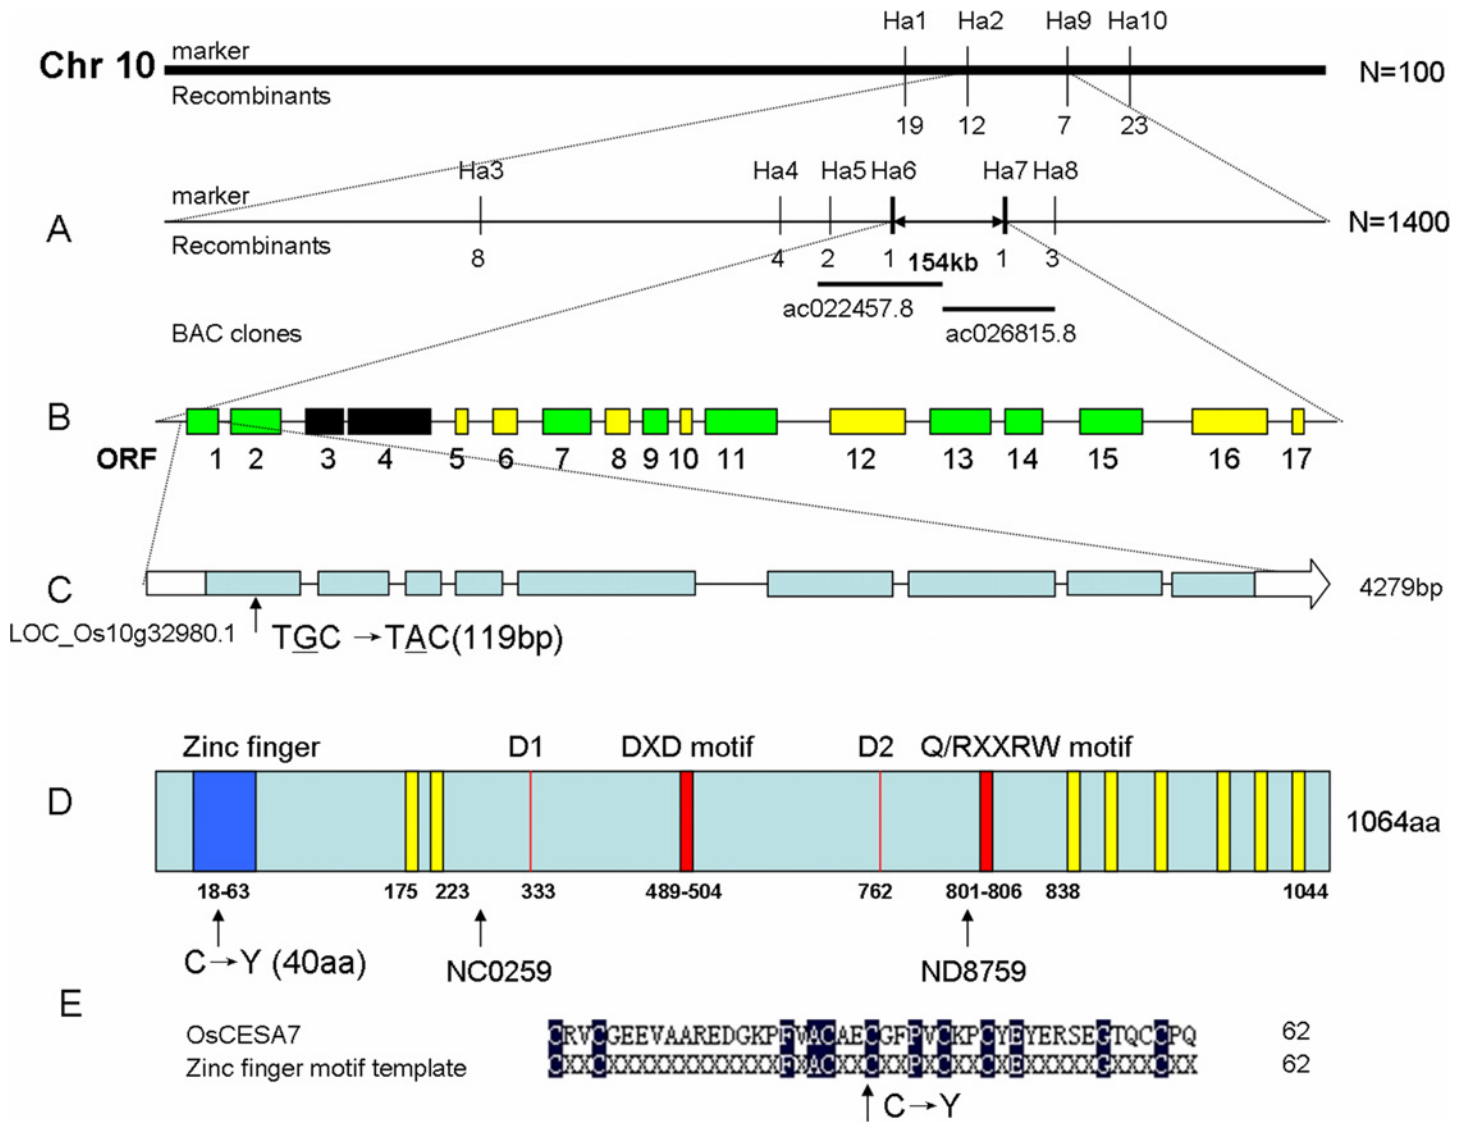 Ha1 Ha2 Ha9 Ha10
marker
Chr 10 N=100
Recombinants
19 12 7 23
Ha3 Ha4 Ha5 Ha6 Ha7 Ha8
marker
A N=1400
Recombinants
8 4 2 1 154kb 1 3
ac022457.8
BAC clones ac026815.8
B
ORF 1 2 3 4 5 6 7 8 9 10 11 12 13 14 15 16 17
C 4279bp
LOC_Os10g32980.1 TGC →TAC(119bp)
Zinc finger D1 DXD motif D2 Q/RXXRW motif
D 1064aa
18-63 175 223 333 489-504 762 801-806 838 1044
C→Y (40aa) NC0259 ND8759
E
OsCESA7 CRVCGEEVAAREDGKPFVACAECGFPVCKPCYEYERSEGTQCCPQ 62
Zinc finger motif template CXXCXXXXXXXXXXXXFXACXXCXXPXCXXCXEXXXXXGXXXCXX 62
C→Y